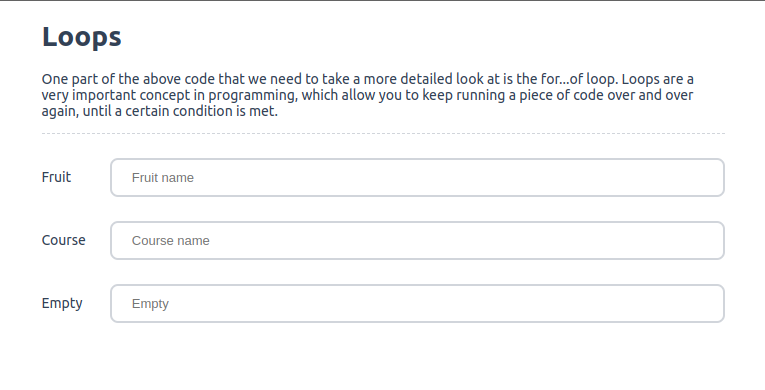 Loops
One part of the above code that we need to take a more detailed look at is the for...of loop. Loops are a
very important concept in programming, which allow you to keep running a piece of code over and over
again, until a certain condition is met.
Fruit
Fruit name
Course
Course name
Empty
Empty